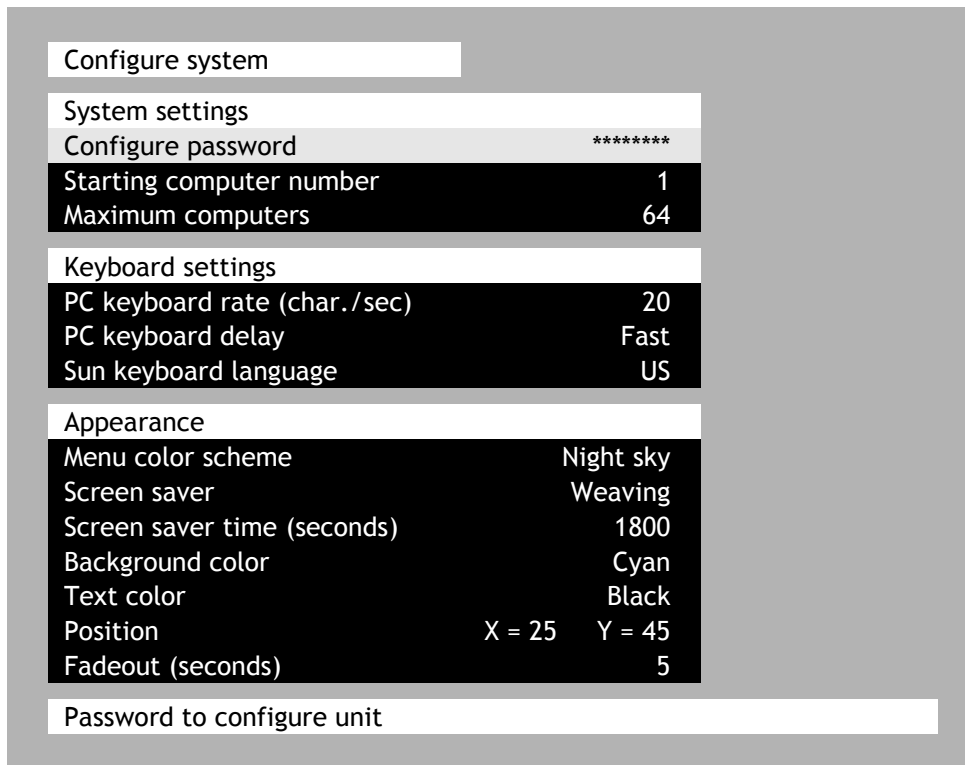 Configure system
System settings
Configure password ********
Starting computer number 1
Maximum computers 64
Keyboard settings
PC keyboard rate (char./sec) 20
PC keyboard delay Fast
Sun keyboard language US
Appearance
Menu color scheme Night sky
Screen saver Weaving
Screen saver time (seconds) 1800
Background color Cyan
Text color Black
Position X = 25 Y = 45
Fadeout (seconds) 5
Password to configure unit